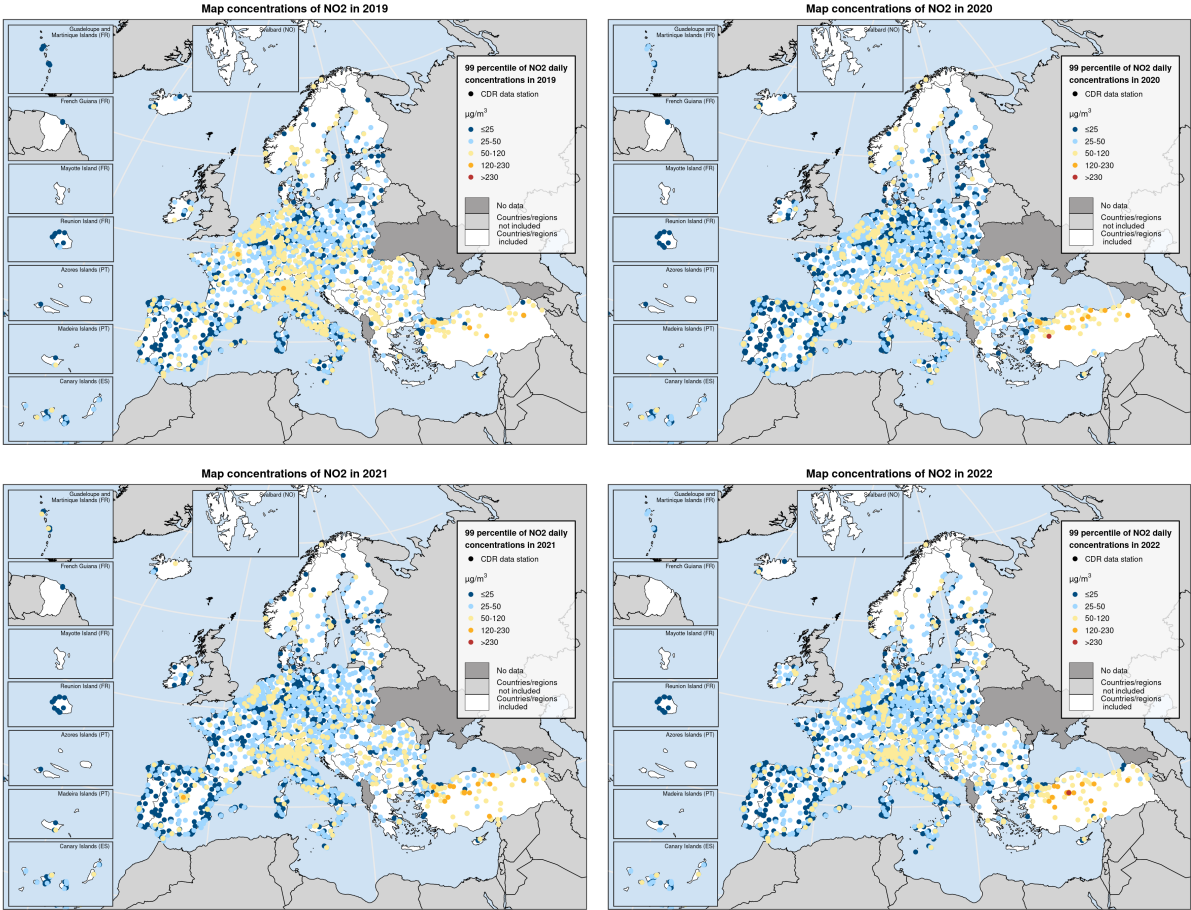 Map concentrations of NO2 in 2019
Guadeloupe and
Martinique Islands (FR)
Svalbard (NO)
French Guiana (FR)
Mayotte Island (FR)
Reunion Island (FR)
Azores Islands (PT)
Madeira Islands (PT)
Canary Islands (ES)
99 percentile of NO2 daily
concentrations in 2019
CDR data station
µg/m³
≤25
25-50
50-120
120-230
>230
No data
Countries/regions
not included
Countries/regions
included
Map concentrations of NO2 in 2020
Guadeloupe and
Martinique Islands (FR)
Svalbard (NO)
French Guiana (FR)
Mayotte Island (FR)
Reunion Island (FR)
Azores Islands (PT)
Madeira Islands (PT)
Canary Islands (ES)
99 percentile of NO2 daily
concentrations in 2020
CDR data station
µg/m³
≤25
25-50
50-120
120-230
>230
No data
Countries/regions
not included
Countries/regions
included
Map concentrations of NO2 in 2021
Guadeloupe and
Martinique Islands (FR)
Svalbard (NO)
French Guiana (FR)
Mayotte Island (FR)
Reunion Island (FR)
Azores Islands (PT)
Madeira Islands (PT)
Canary Islands (ES)
99 percentile of NO2 daily
concentrations in 2021
CDR data station
µg/m³
≤25
25-50
50-120
120-230
>230
No data
Countries/regions
not included
Countries/regions
included
Map concentrations of NO2 in 2022
Guadeloupe and
Martinique Islands (FR)
Svalbard (NO)
French Guiana (FR)
Mayotte Island (FR)
Reunion Island (FR)
Azores Islands (PT)
Madeira Islands (PT)
Canary Islands (ES)
99 percentile of NO2 daily
concentrations in 2022
CDR data station
µg/m³
≤25
25-50
50-120
120-230
>230
No data
Countries/regions
not included
Countries/regions
included